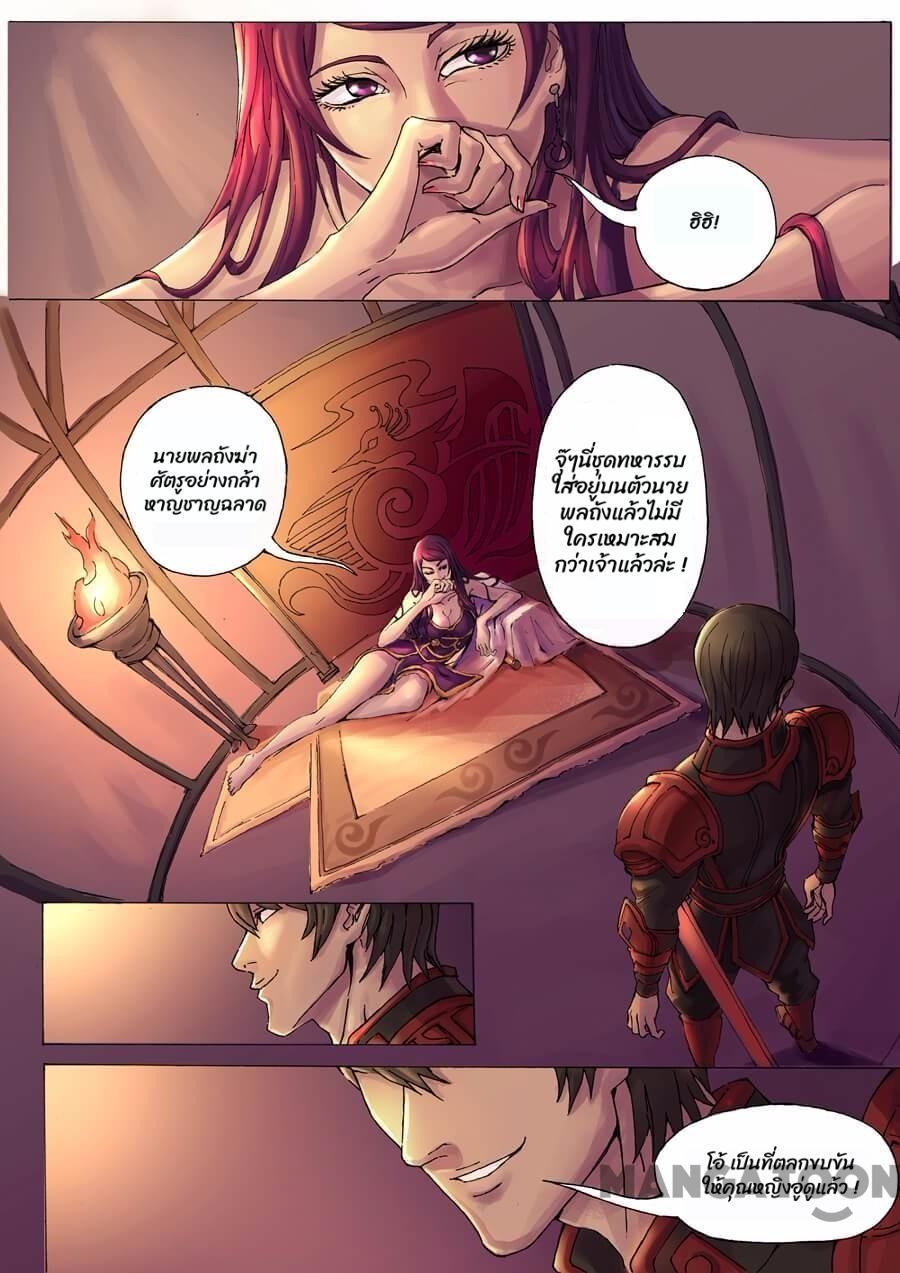 ฮิฮิ!
นายพลถังฆ่า
ศัตรูอย่างกล้า
หาญชาญฉลาด
จุ๊ๆนี่ชุดทหารรบ
ใส่อยู่บนตัวนาย
พลถังแล้วไม่มี
ใครเหมาะสม
กว่าเจ้าแล้วล่ะ !
โอ้ เป็นที่ตลกขบขัน
ให้คุณหญิงอู่ดูแล้ว !
MANGATOON